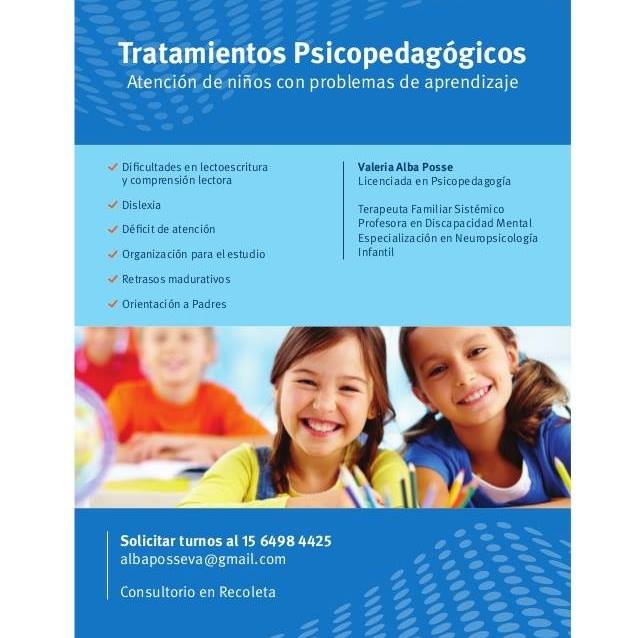 Tratamientos Psicopedagógicos
Atención de niños con problemas de aprendizaje
Dificultades en lectoescritura
y comprensión lectora
Dislexia
Déficit de atención
Organización para el estudio
Retrasos madurativos
Orientación a Padres
Valeria Alba Posse
Licenciada en Psicopedagogía
Terapeuta Familiar Sistémico
Profesora en Discapacidad Mental
Especialización en Neuropsicología
Infantil
Solicitar turnos al 15 6498 4425
albaposseva@gmail.com
Consultorio en Recoleta